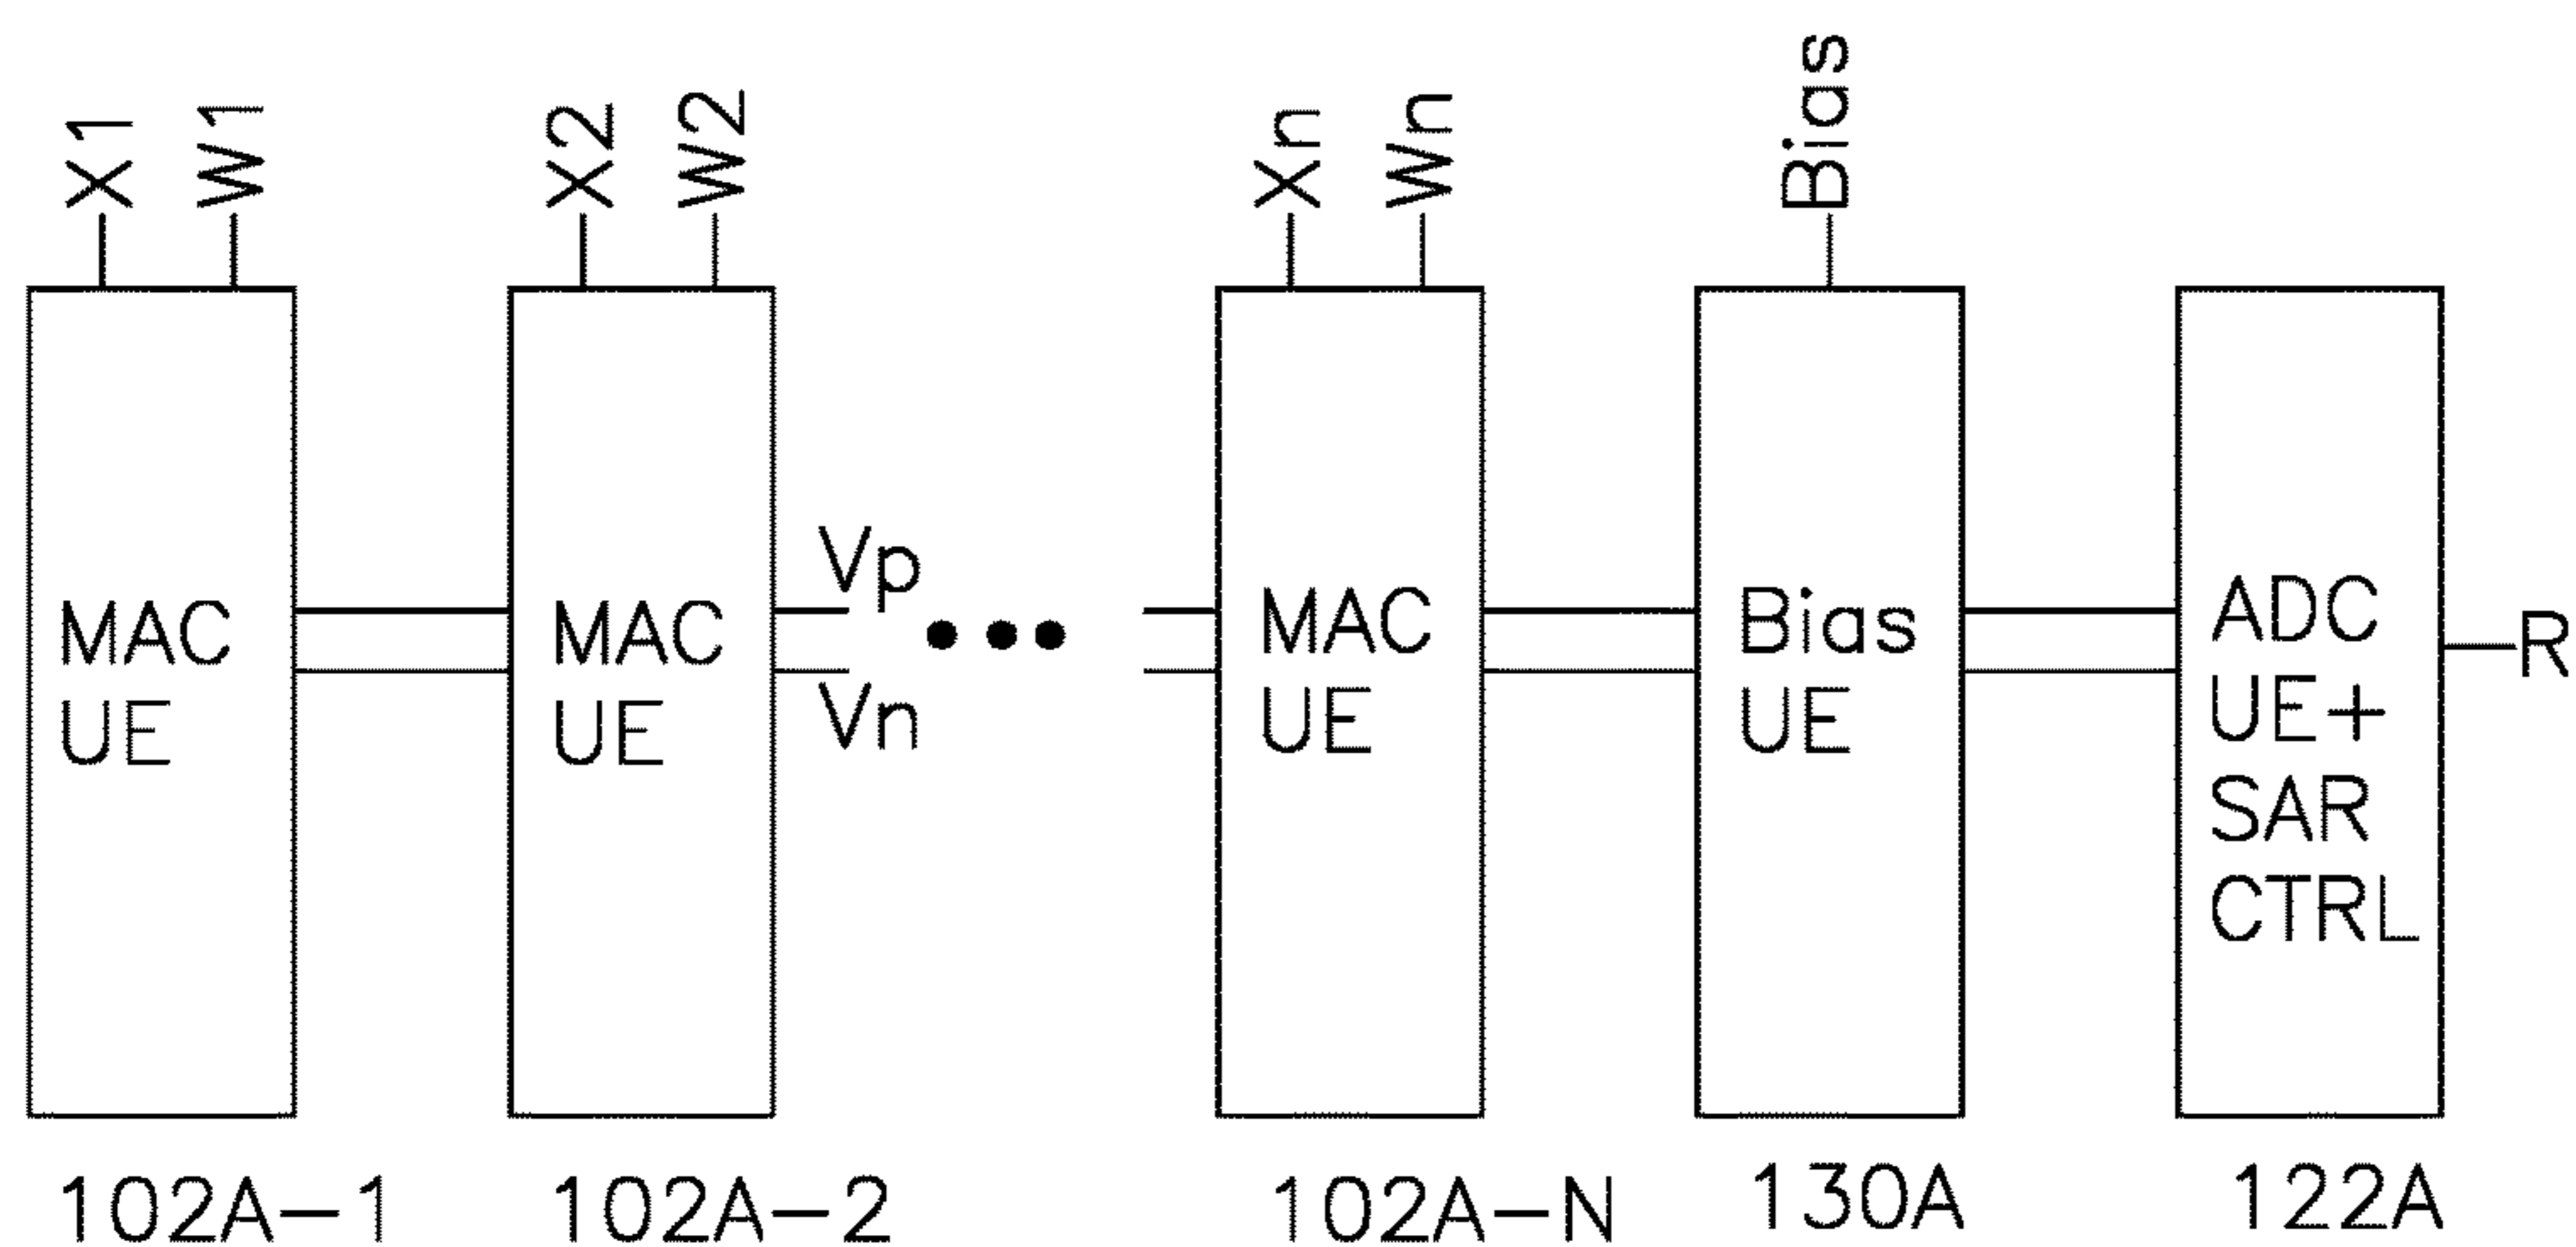 X1
W1
X2
W2
Xn
Wn
Bias
MAC
UE
MAC
UE
Vp
Vn
MAC
UE
Bias
UE
ADC
UE+
SAR
CTRL
R
102A-1
102A-2
102A-N
130A
122A